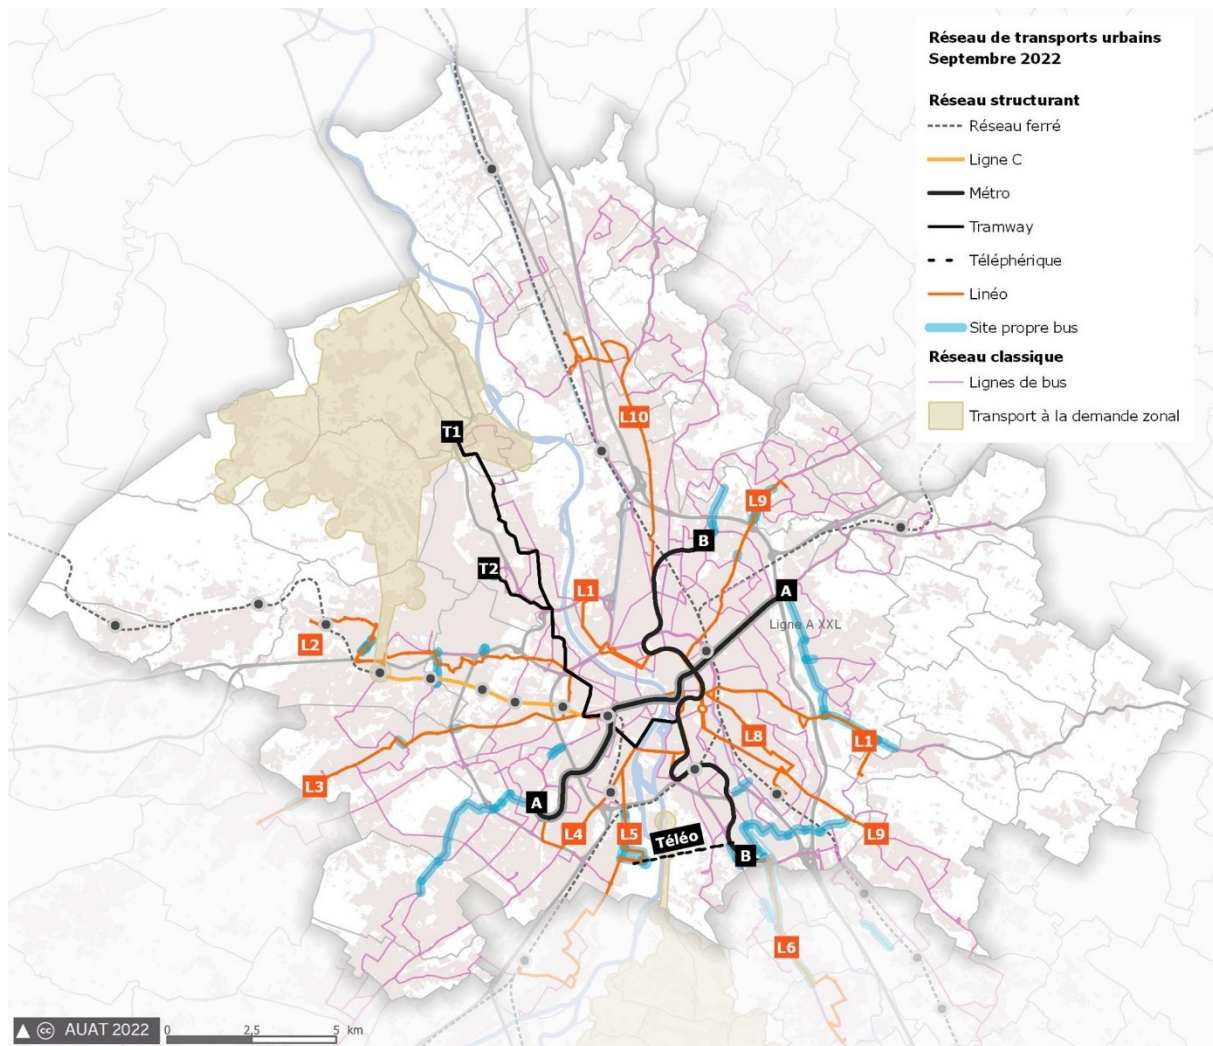 Réseau de transports urbains
Septembre 2022
Réseau structurant
Réseau ferré
Ligne C
Métro
Tramway
Téléphérique
Linéo
Site propre bus
Réseau classique
Lignes de bus
Transport à la demande zonal
L10
T1
L9
B
T2
L1
A
Ligne A XXL
L2
L8
L1
L3
A
L4
L5
Téléo
L9
B
L6
cc AUAT 2022
0 2,5 5 km